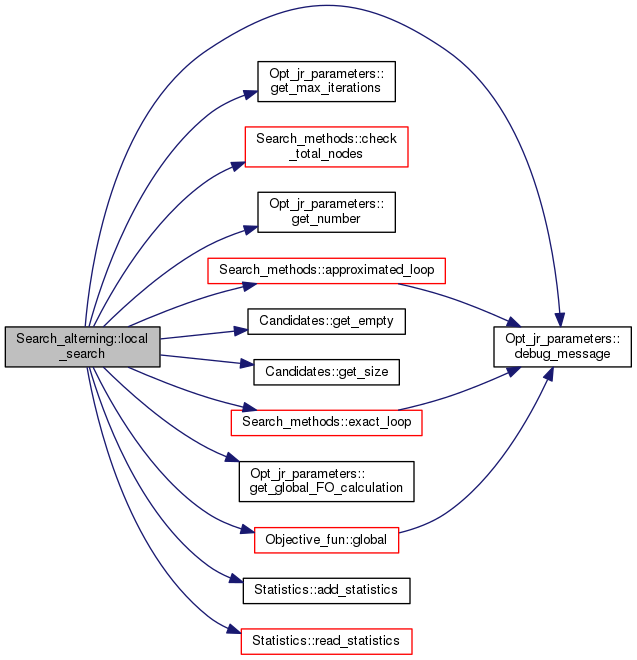 Opt_jr_parameters::
get_max_iterations
Search_methods::check
_total_nodes
Opt_jr_parameters::
get_number
Search_methods::approximated_loop
Candidates::get_empty
Search_alterning::local
_search
Opt_jr_parameters::
debug_message
Candidates::get_size
Search_methods::exact_loop
Opt_jr_parameters::
get_global_FO_calculation
Objective_fun::global
Statistics::add_statistics
Statistics::read_statistics